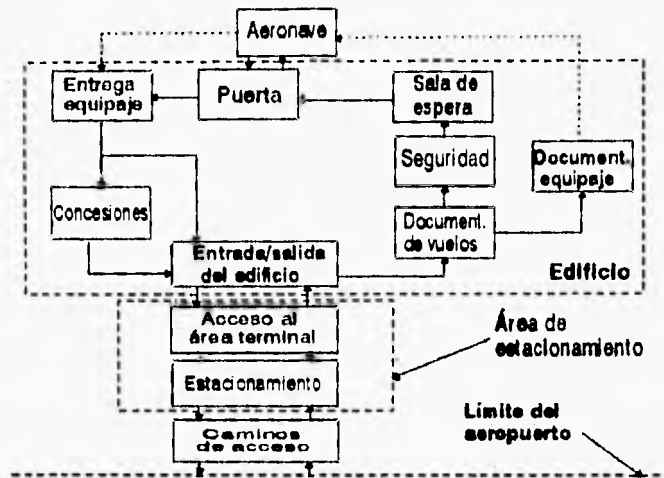 Aeronave
Entrega
equipaje
Puerta
Sala de
espera
Seguridad
Document.
equipaje
Concesiones
Document.
de vuelos
Entrada/salida
del edificio
Edificio
Acceso al
área terminal
Área de
estacionamiento
Estacionamiento
Caminos
de acceso
Límite del
aeropuerto